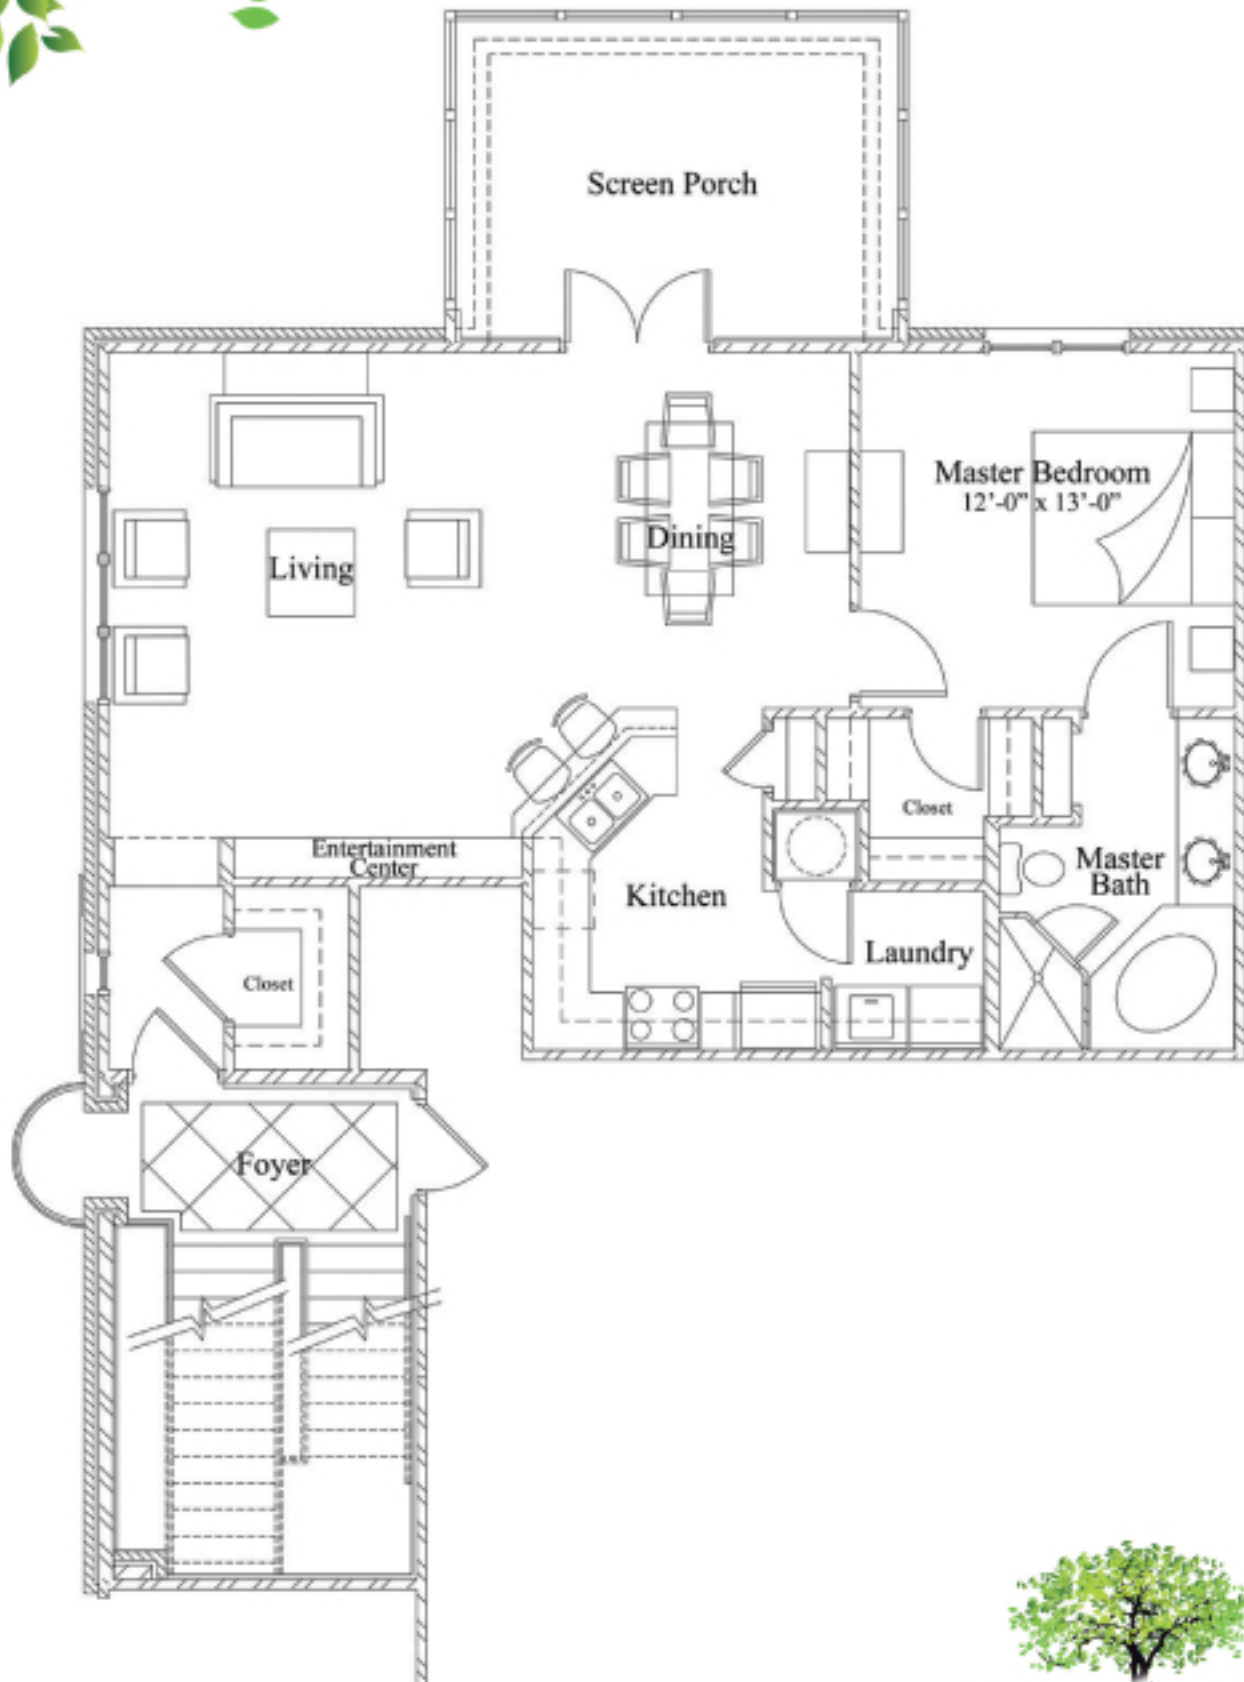 Screen Porch
Master Bedroom
12'-0" x 13'-0"
Dining
Living
Closet
Entertainment
Center
Master
Bath
Kitchen
Laundry
Closet
Foyer